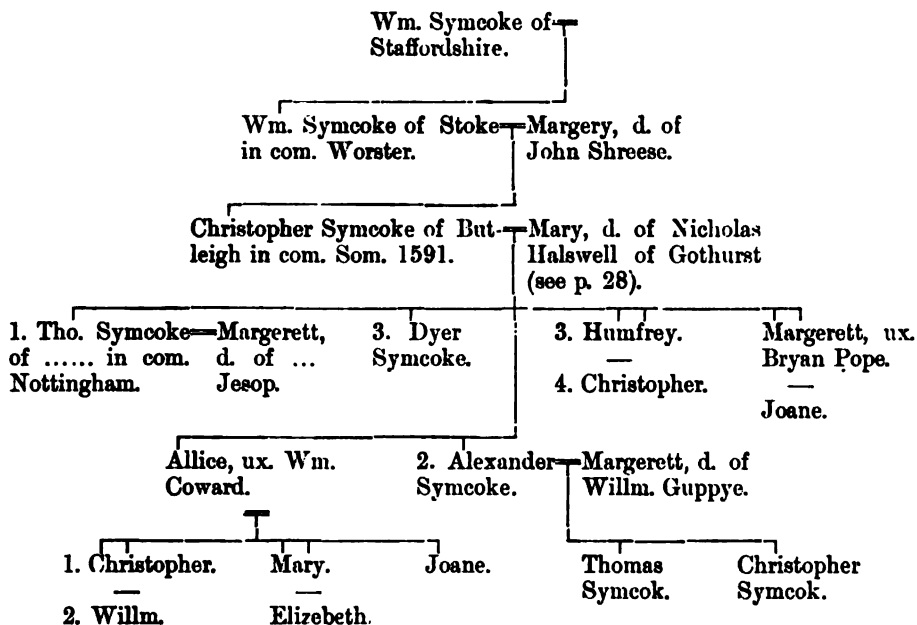 Wm. Symcoke of
Staffordshire.
Wm. Symcoke of Stoke
in com. Worster.
Margery, d. of
John Shreese.
Christopher Symcoke of But-
leigh in com. Som. 1591.
Mary, d. of Nicholas
Halswell of Gothurst
(see p. 28).
1. Tho. Symcoke
of ...... in com.
Nottingham.
Margerett,
d. of ...
Jesop.
3. Dyer
Symcoke.
3. Humfrey.
4. Christopher.
Margerett, ux.
Bryan Pope.
Joane.
Allice, ux. Wm.
Coward.
2. Alexander
Symcoke.
Margerett, d. of
Willm. Guppye.
1. Christopher.
2. Willm.
Mary.
Elizebeth.
Joane.
Thomas
Symcok.
Christopher
Symcok.